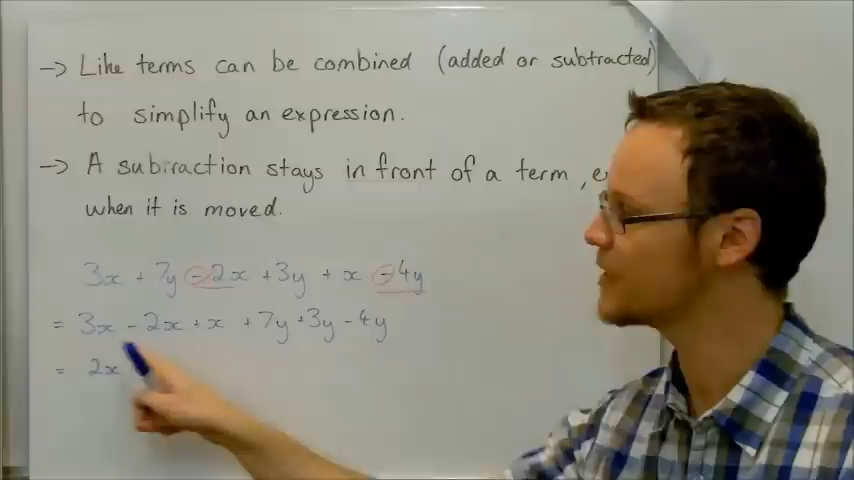 → Like terms can be combined (added or subtracted)
to simplify an expression.
→ A subtraction stays in front of a term,
when it is moved.
3x + 7y - 2x + 3y + x - 4y
= 3x - 2x + x + 7y + 3y - 4y
= 2x